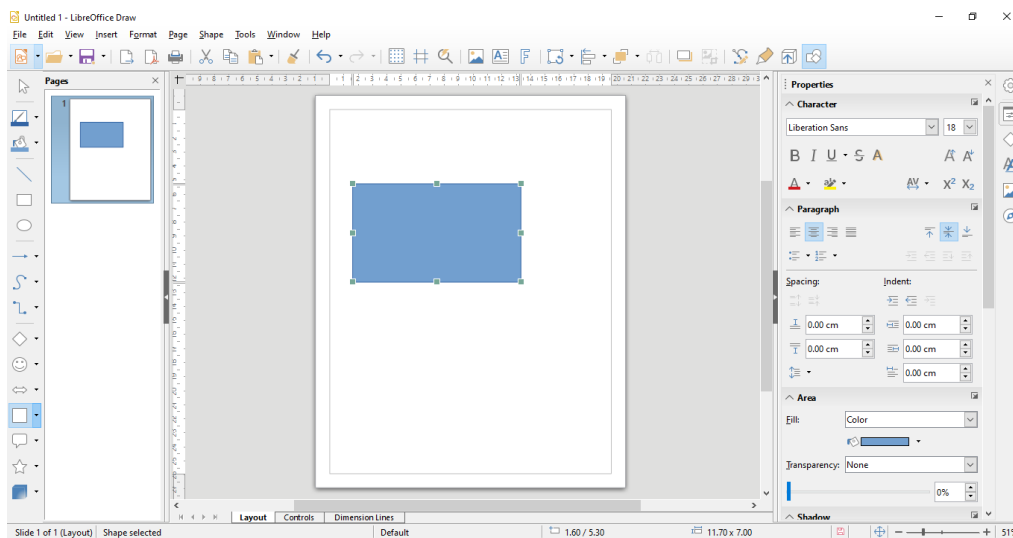 Untitled 1 - LibreOffice Draw
File Edit View Insert Format Page Shape Tools Window Help
Pages
1
Properties
Character
Liberation Sans 18
Paragraph
Spacing: Indent:
0.00 cm 0.00 cm
0.00 cm 0.00 cm
0.00 cm
Area
Fill: Color
Transparency: None
0%
Shadow
Layout Controls Dimension Lines
Slide 1 of 1 (Layout) Shape selected Default 1.60 / 5.30 11.70 x 7.00 51%